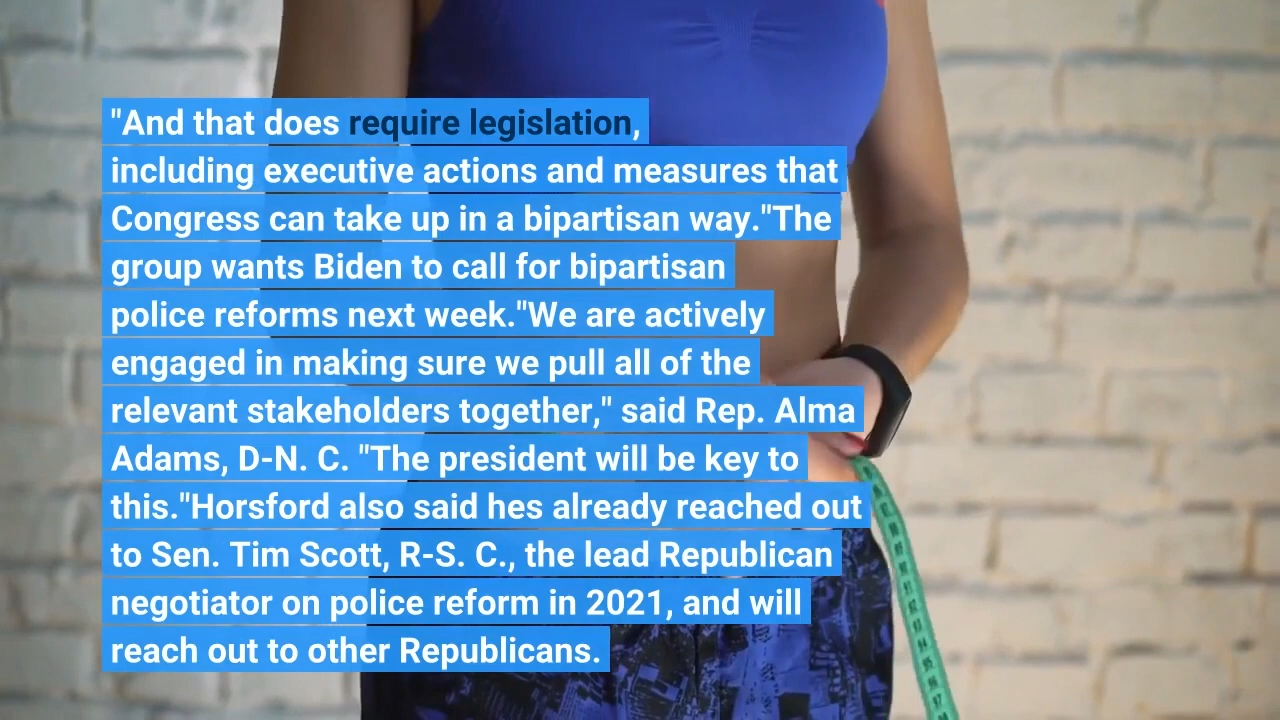 "And that does require legislation,
including executive actions and measures that
Congress can take up in a bipartisan way."The
group wants Biden to call for bipartisan
police reforms next week."We are actively
engaged in making sure we pull all of the
relevant stakeholders together," said Rep. Alma
Adams, D-N. C. "The president will be key to
this."Horsford also said hes already reached out
to Sen. Tim Scott, R-S. C., the lead Republican
negotiator on police reform in 2021, and will
reach out to other Republicans.